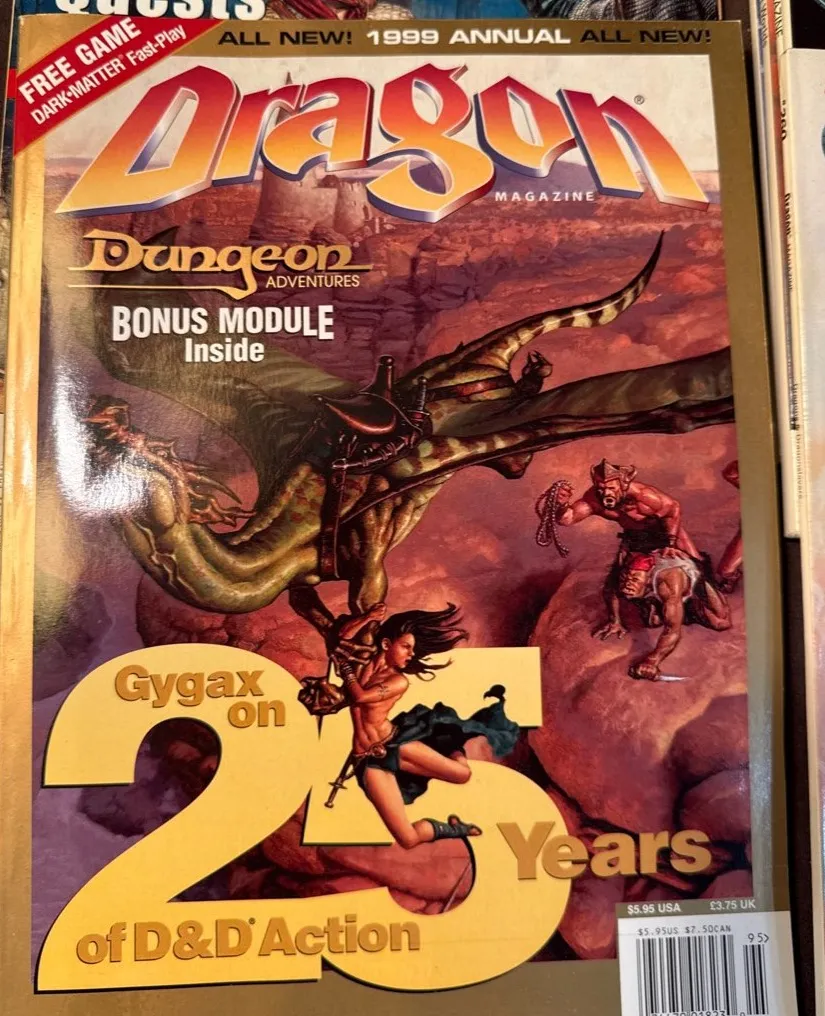 Quests
FREE GAME
DARK•MATTER Fast-Play
ALL NEW! 1999 ANNUAL ALL NEW!
Dragon®
MAGAZINE
Dungeon
ADVENTURES
BONUS MODULE
Inside
Gygax
on
25
Years
of D&D® Action
$5.95 USA £3.75 UK
$5.95US $7.50CAN
95>